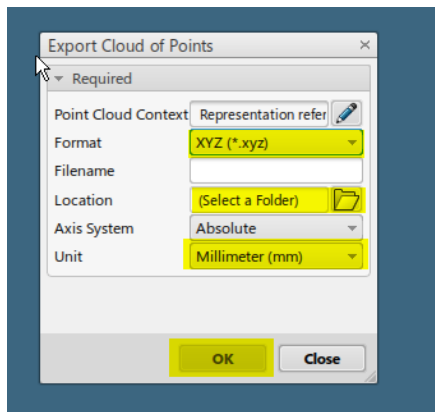 Export Cloud of Points
Required
Point Cloud Context Representation refer
Format XYZ (*.xyz)
Filename
Location (Select a Folder)
Axis System Absolute
Unit Millimeter (mm)
OK Close